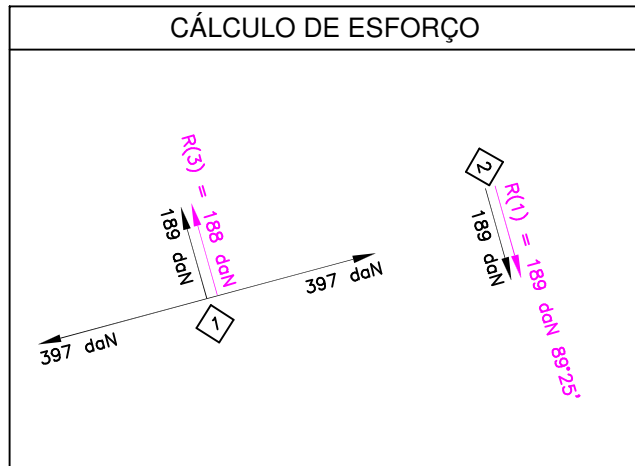 CÁLCULO DE ESFORÇO
R(3) = 188 daN
189 daN
397 daN
397 daN
1
2
R(1) = 189 daN 89°25'
189 daN